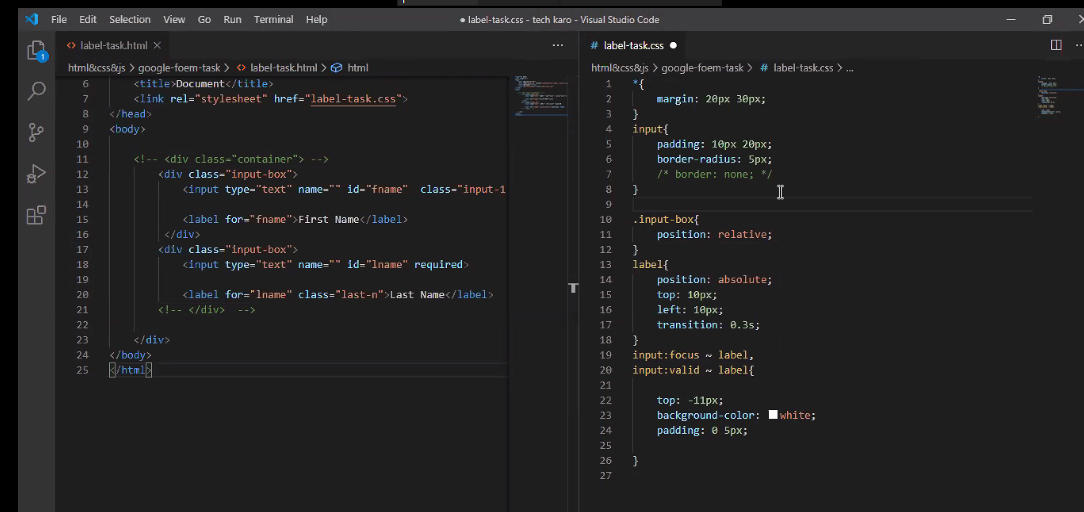 File Edit Selection View Go Run Terminal Help
● label-task.css - tech karo - Visual Studio Code
1
label-task.html
html&css&js > google-foem-task > label-task.html > html
6 <title>Document</title>
7 <link rel="stylesheet" href="label-task.css">
8 </head>
9 <body>
10
11 <!-- <div class="container"> -->
12 <div class="input-box">
13 <input type="text" name="" id="fname" class="input-1
14
15 <label for="fname">First Name</label>
16 </div>
17 <div class="input-box">
18 <input type="text" name="" id="lname" required>
19
20 <label for="lname" class="last-n">Last Name</label>
21 <!-- </div> -->
22
23 </div>
24 </body>
25 </html>
label-task.css
html&css&js > google-foem-task > # label-task.css > ...
1 *{
2 margin: 20px 30px;
3 }
4 input{
5 padding: 10px 20px;
6 border-radius: 5px;
7 /* border: none; */
8 }
9
10 .input-box{
11 position: relative;
12 }
13 label{
14 position: absolute;
15 top: 10px;
16 left: 10px;
17 transition: 0.3s;
18 }
19 input:focus ~ label,
20 input:valid ~ label{
21
22 top: -11px;
23 background-color: white;
24 padding: 0 5px;
25
26 }
27